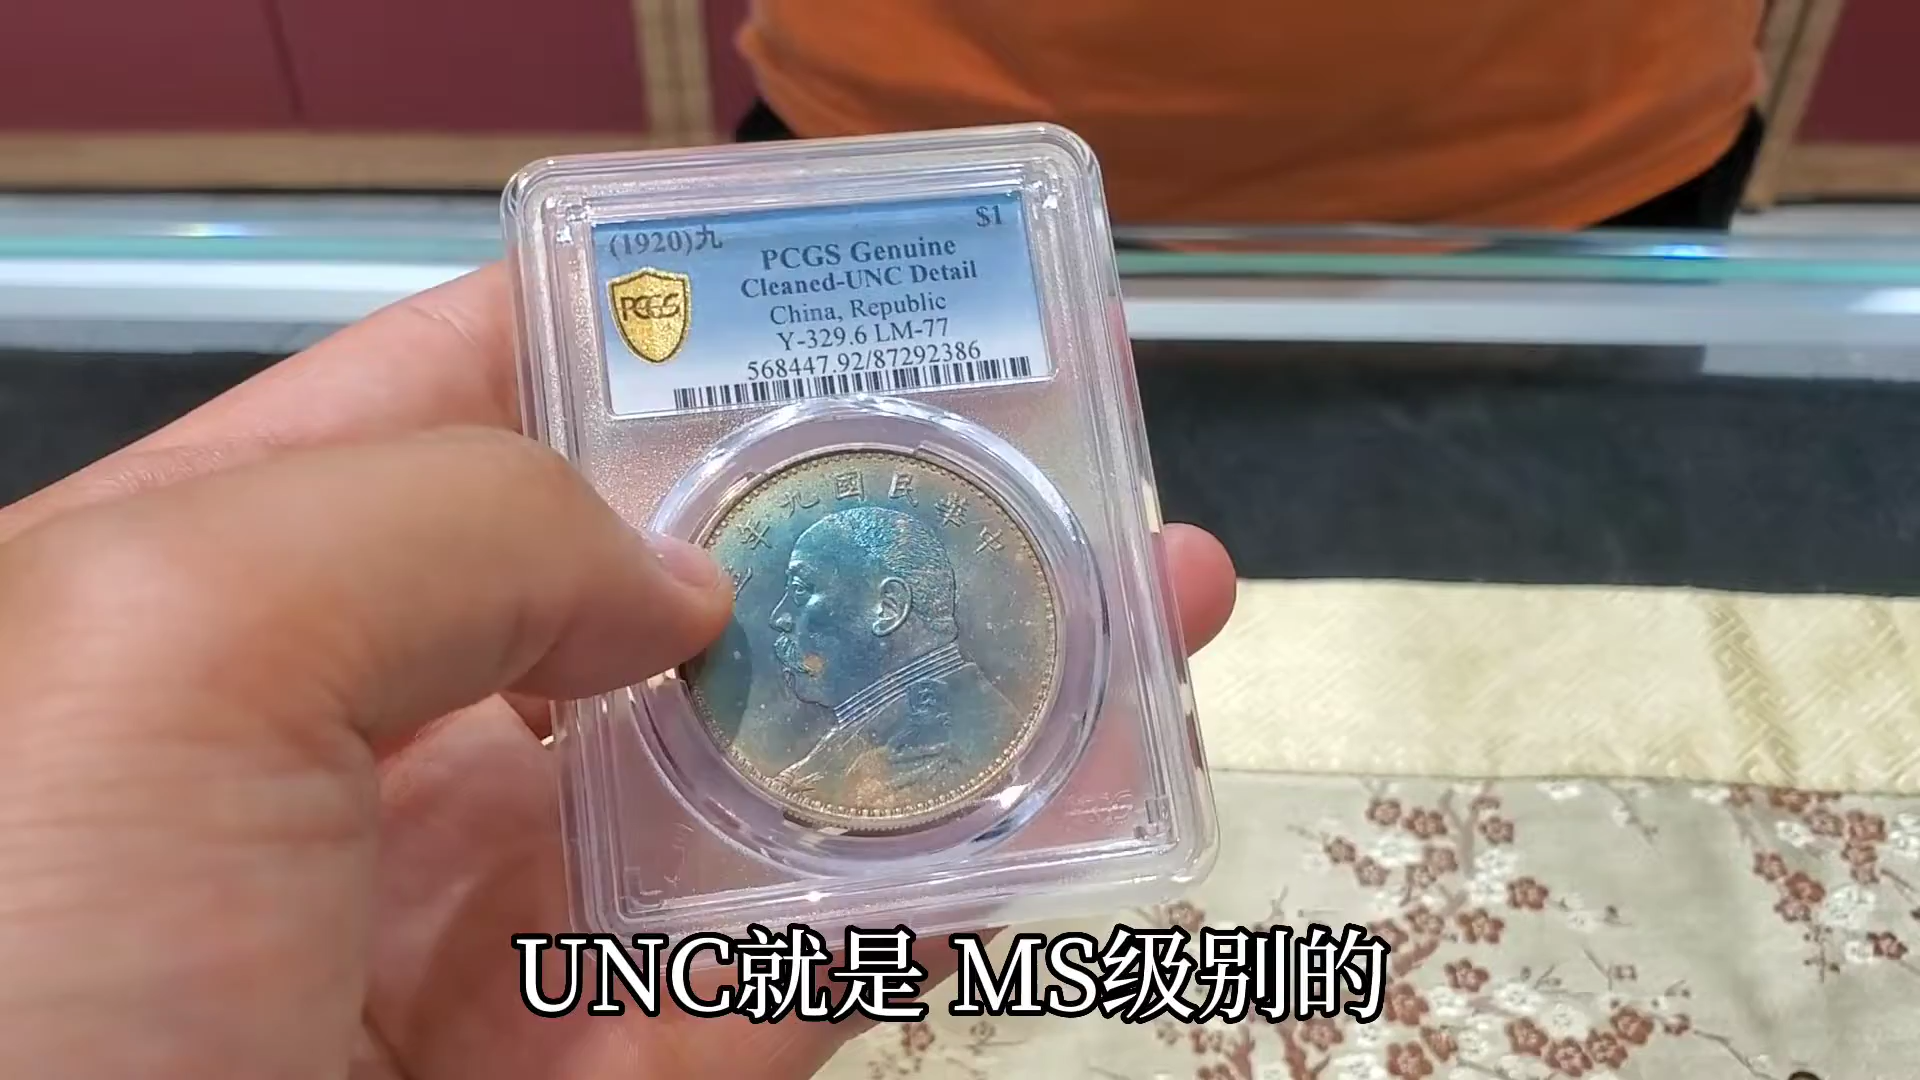 (1920)九 $1
PCGS Genuine
Cleaned-UNC Detail
China, Republic
Y-329.6 LM-77
568447.92/87292386
PCGS
年九國民華中
UNC就是 MS级别的